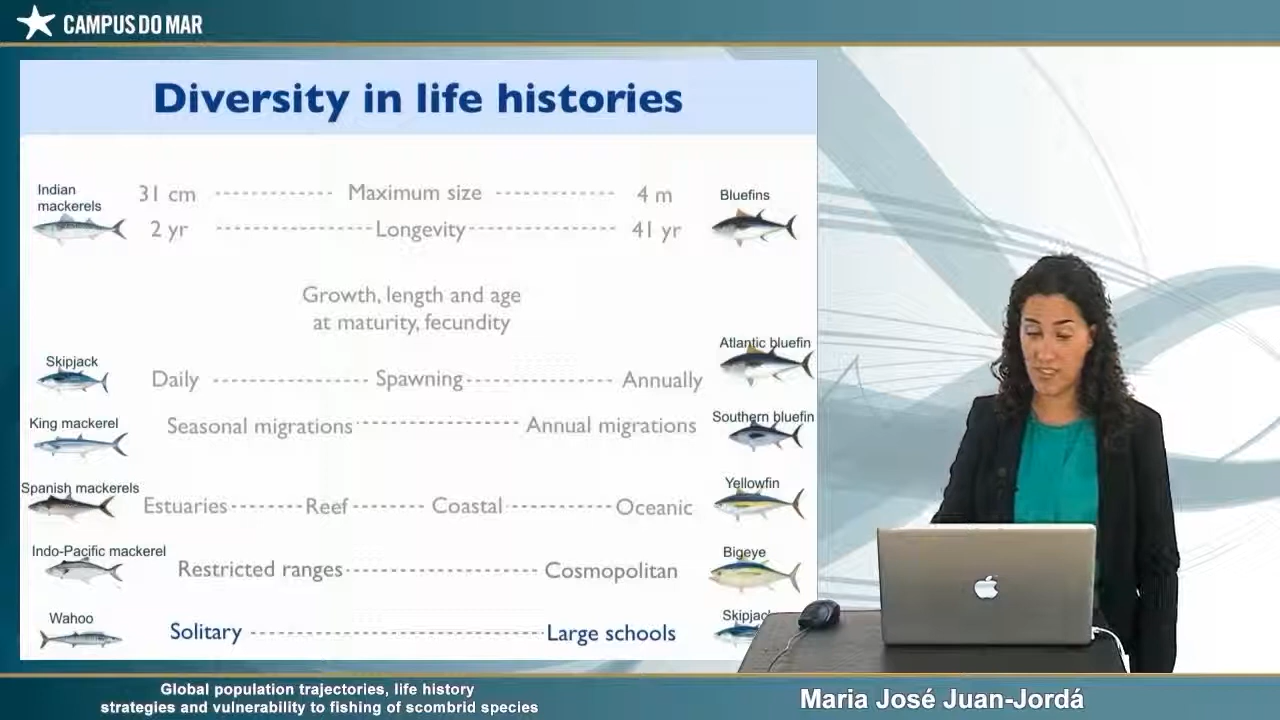 CAMPUS DO MAR
Diversity in life histories
Indian
mackerels
31 cm
Maximum size
4 m
Bluefins
2 yr
Longevity
41 yr
Growth, length and age
at maturity, fecundity
Skipjack
Daily
Spawning
Annually
Atlantic bluefin
King mackerel
Seasonal migrations
Annual migrations
Southern bluefin
Spanish mackerels
Estuaries
Reef
Coastal
Oceanic
Yellowfin
Indo-Pacific mackerel
Restricted ranges
Cosmopolitan
Bigeye
Wahoo
Solitary
Large schools
Global population trajectories, life history
strategies and vulnerability to fishing of scombrid species
Maria José Juan-Jordá